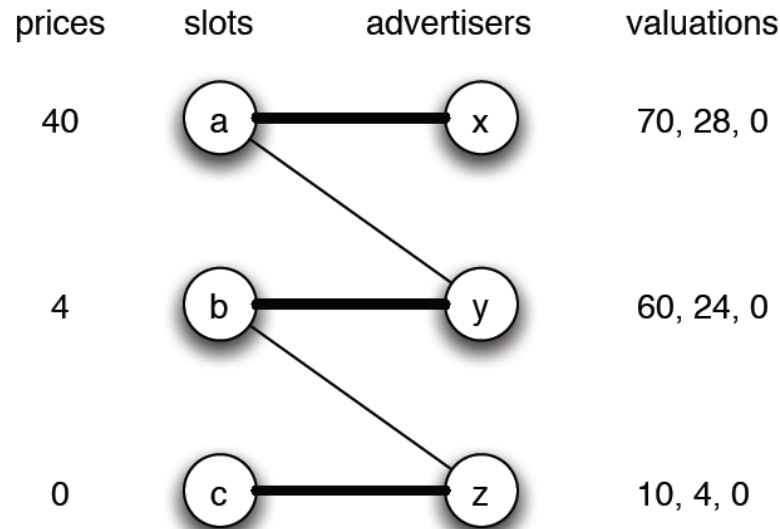 prices slots advertisers valuations
40 a x 70, 28, 0
4 b y 60, 24, 0
0 c z 10, 4, 0